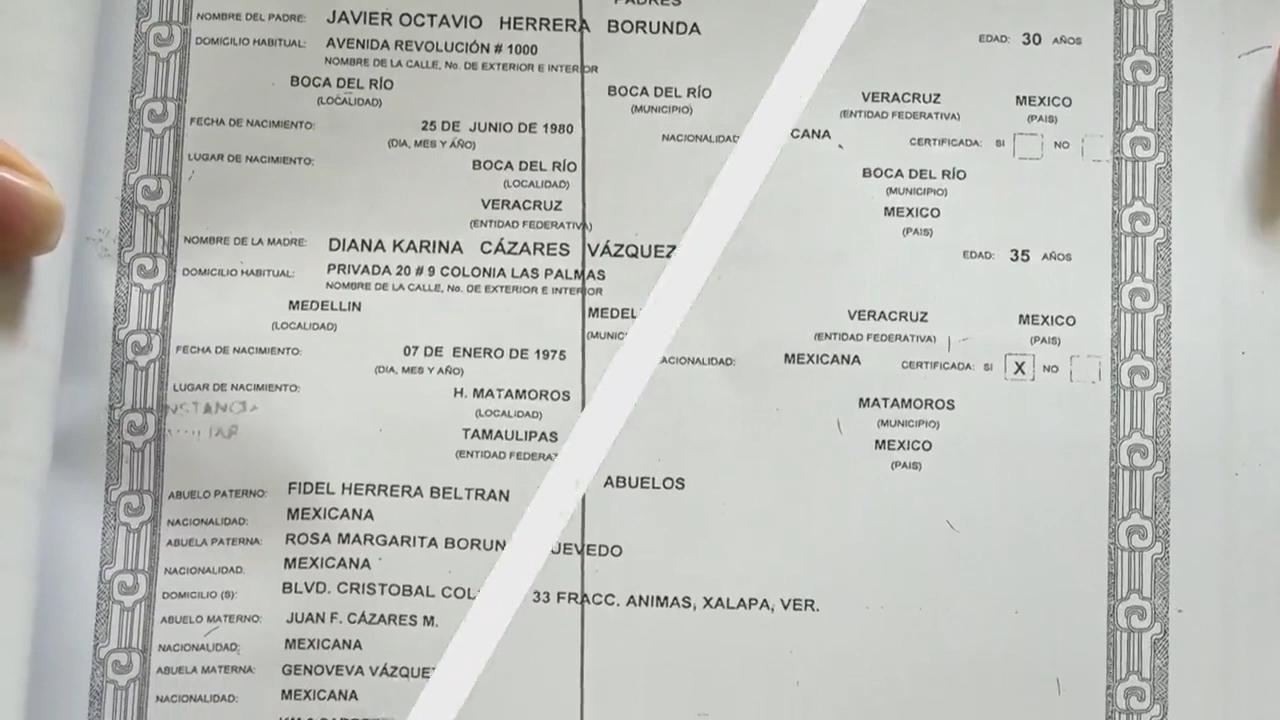 PADRES
NOMBRE DEL PADRE: JAVIER OCTAVIO HERRERA BORUNDA EDAD: 30 AÑOS
DOMICILIO HABITUAL: AVENIDA REVOLUCIÓN # 1000
NOMBRE DE LA CALLE, No. DE EXTERIOR E INTERIOR
BOCA DEL RÍO BOCA DEL RÍO VERACRUZ MEXICO
(LOCALIDAD) (MUNICIPIO) (ENTIDAD FEDERATIVA) (PAIS)
FECHA DE NACIMIENTO: 25 DE JUNIO DE 1980 NACIONALIDAD CANA CERTIFICADA: SI NO
(DIA, MES Y AÑO)
LUGAR DE NACIMIENTO: BOCA DEL RÍO BOCA DEL RÍO
(LOCALIDAD) (MUNICIPIO)
VERACRUZ MEXICO
(ENTIDAD FEDERATIVA) (PAIS)
NOMBRE DE LA MADRE: DIANA KARINA CÁZARES VÁZQUEZ EDAD: 35 AÑOS
DOMICILIO HABITUAL: PRIVADA 20 # 9 COLONIA LAS PALMAS
NOMBRE DE LA CALLE, No. DE EXTERIOR E INTERIOR
MEDELLIN MEDEL VERACRUZ MEXICO
(LOCALIDAD) (MUNIC (ENTIDAD FEDERATIVA) (PAIS)
FECHA DE NACIMIENTO: 07 DE ENERO DE 1975 ACIONALIDAD: MEXICANA CERTIFICADA: SI X NO
(DIA, MES Y AÑO)
LUGAR DE NACIMIENTO: H. MATAMOROS MATAMOROS
(LOCALIDAD) (MUNICIPIO)
TAMAULIPAS MEXICO
(ENTIDAD FEDERA (PAIS)
ABUELOS
ABUELO PATERNO: FIDEL HERRERA BELTRAN
NACIONALIDAD: MEXICANA
ABUELA PATERNA: ROSA MARGARITA BORUN UEVEDO
NACIONALIDAD. MEXICANA
DOMICILIO (S): BLVD. CRISTOBAL COL 33 FRACC. ANIMAS, XALAPA, VER.
ABUELO MATERNO: JUAN F. CÁZARES M.
NACIONALIDAD: MEXICANA
ABUELA MATERNA: GENOVEVA VÁZQUEZ
NACIONALIDAD: MEXICANA